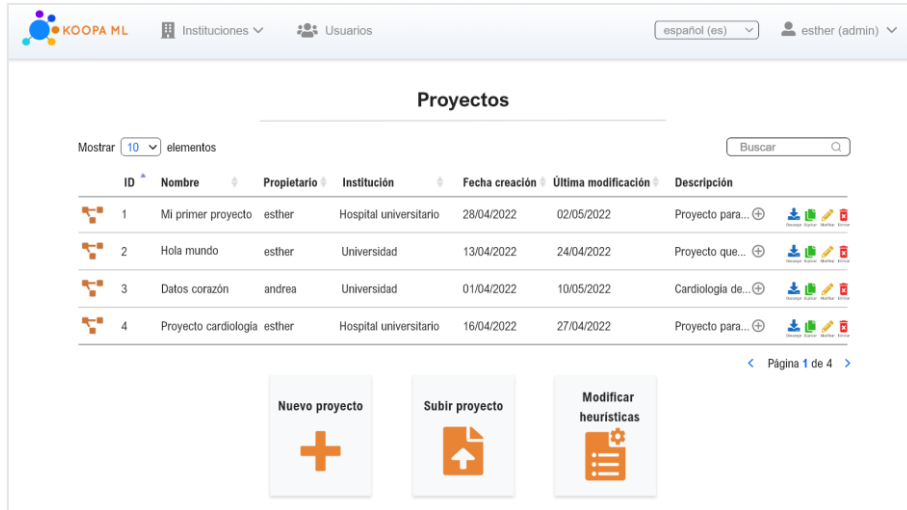 KOOPA ML Instituciones Usuarios español (es) esther (admin)
Proyectos
Mostrar 10 elementos Buscar
ID Nombre Propietario Institución Fecha creación Última modificación Descripción
1 Mi primer proyecto esther Hospital universitario 28/04/2022 02/05/2022 Proyecto para...
2 Hola mundo esther Universidad 13/04/2022 24/04/2022 Proyecto que...
3 Datos corazón andrea Universidad 01/04/2022 10/05/2022 Cardiología de...
4 Proyecto cardiología esther Hospital universitario 16/04/2022 27/04/2022 Proyecto para...
Página 1 de 4
Nuevo proyecto Subir proyecto Modificar
heurísticas